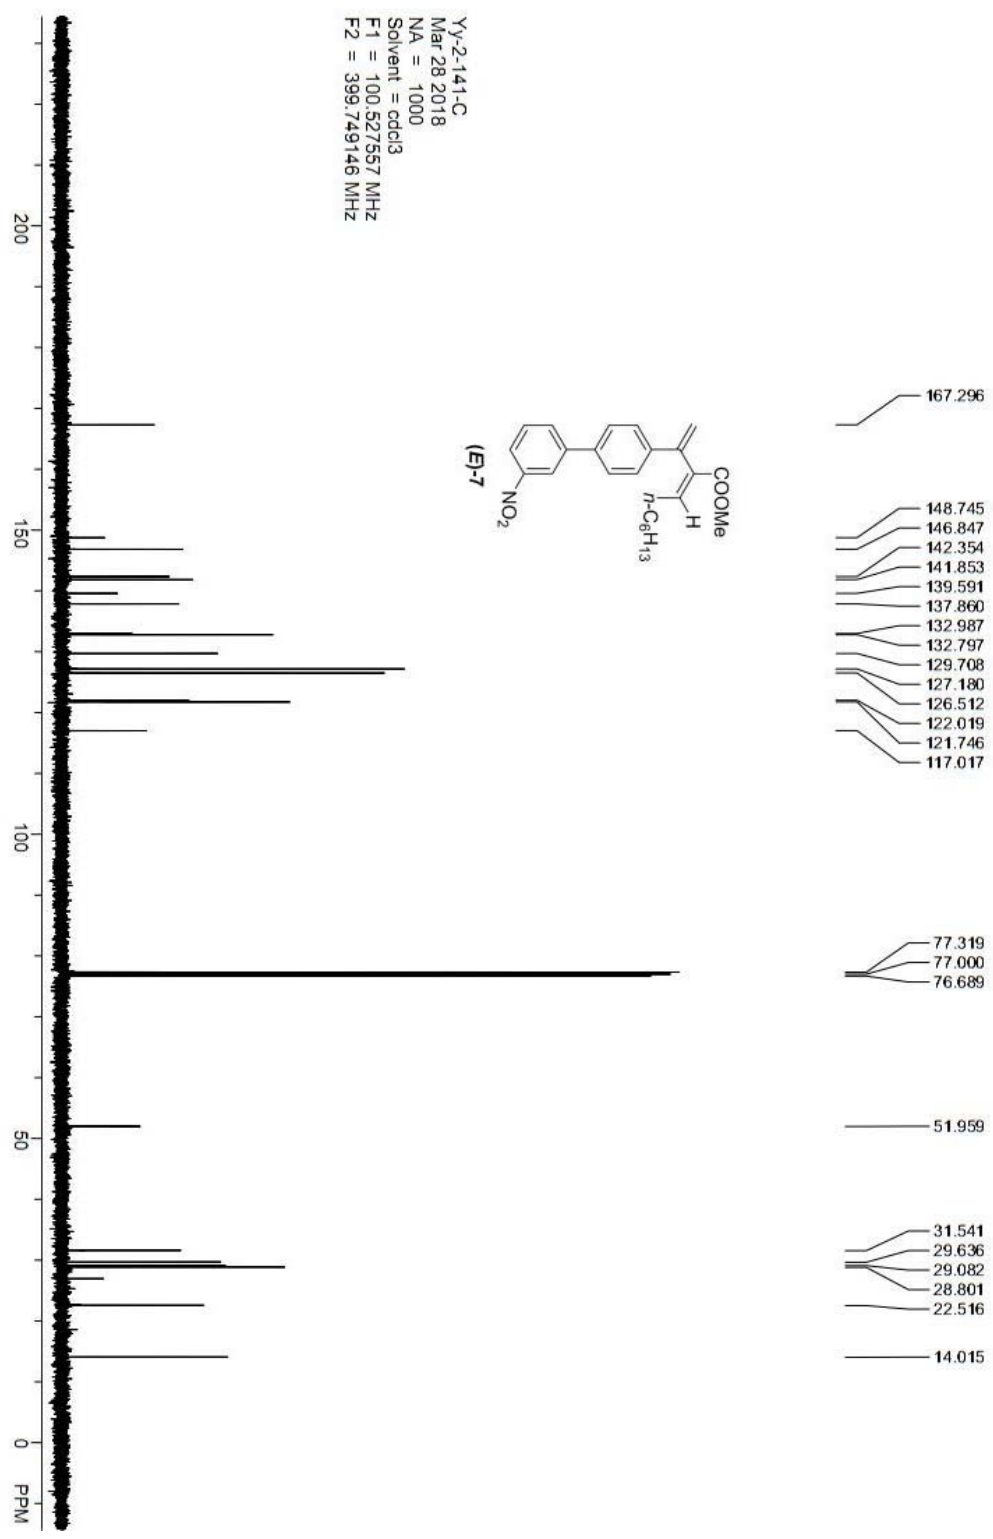 Yy-2-141-C
Mar 28 2018
NA = 1000
Solvent = cdcl3
F1 = 100.527557 MHz
F2 = 399.749146 MHz
COOMe
H
n-C6H13
NO2
(E)-7
167.296
148.745
146.847
142.354
141.853
139.591
137.860
132.987
132.797
129.708
127.180
126.512
122.019
121.746
117.017
77.319
77.000
76.689
51.959
31.541
29.636
29.082
28.801
22.516
14.015
200
150
100
50
0
PPM